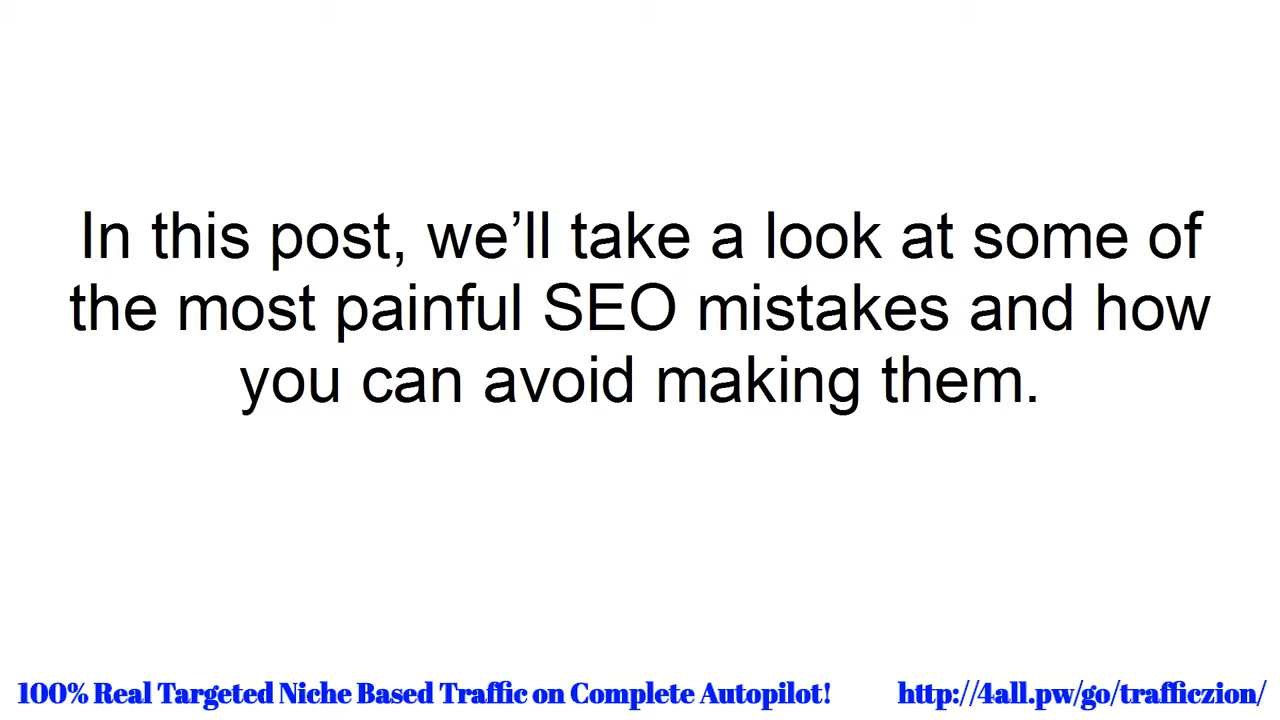 In this post, we’ll take a look at some of
the most painful SEO mistakes and how
you can avoid making them.
100% Real Targeted Niche Based Traffic on Complete Autopilot! http://4all.pw/go/trafficzion/